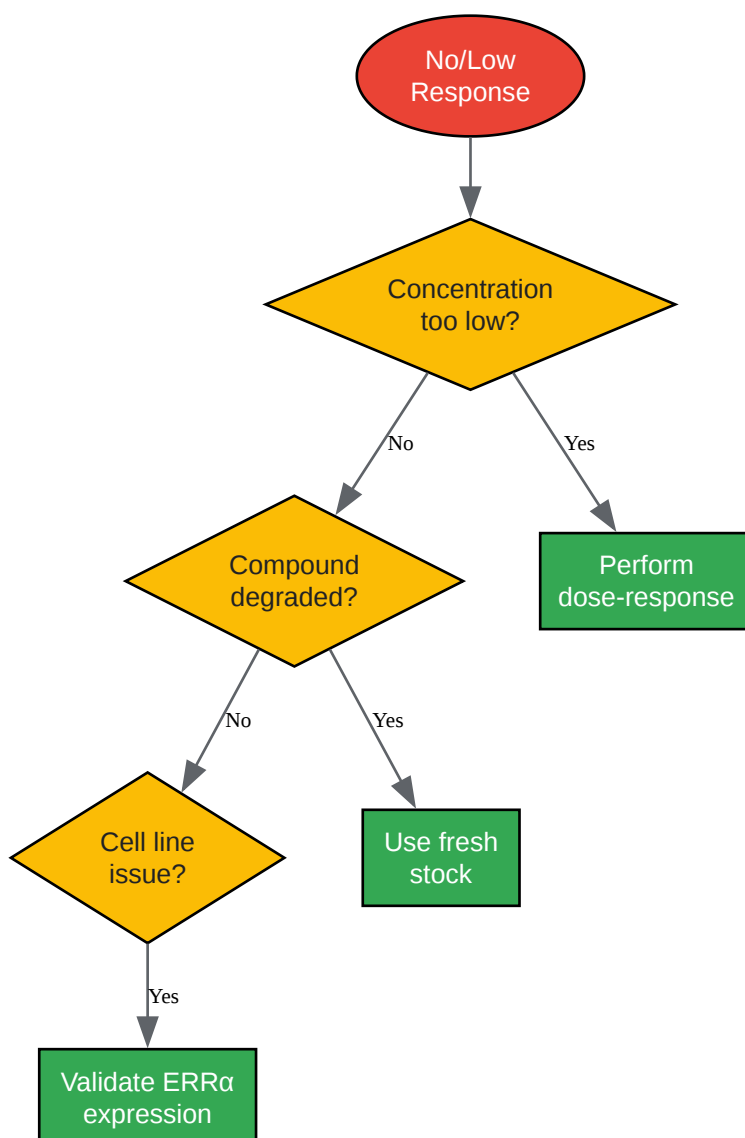 No/Low
Response
Concentration
too low?
No
Yes
Compound
degraded?
Perform
dose-response
No
Yes
Cell line
issue?
Use fresh
stock
Yes
Validate ERRα
expression